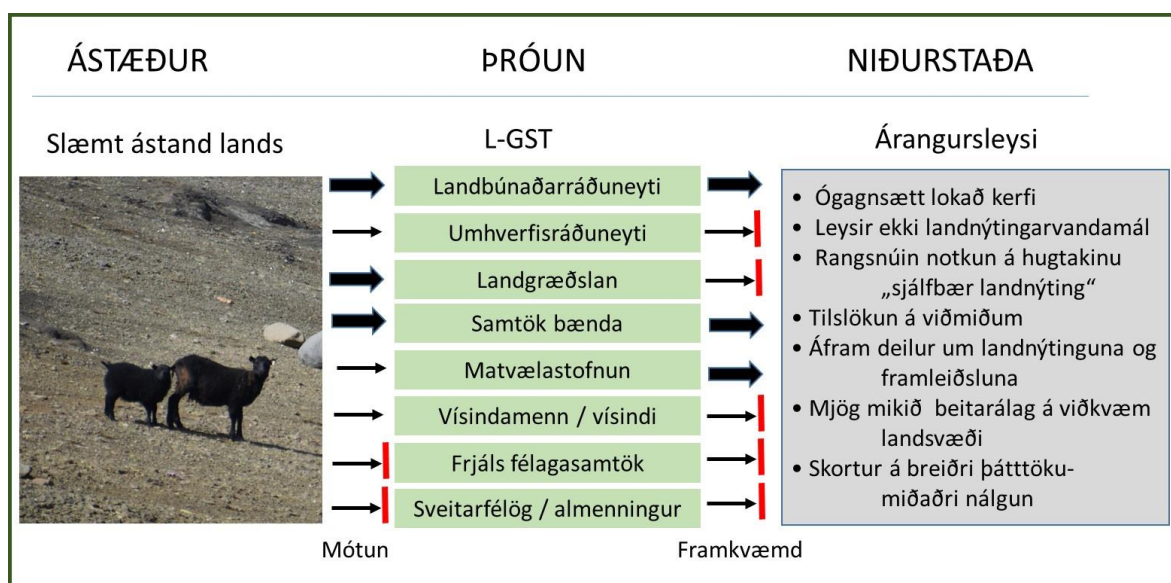 ÁSTÆÐUR
ÞRÓUN
NIÐURSTAÐA
Slæmt ástand lands
L-GST
Árangursleysi
Landbúnaðarráðuneyti
Umhverfisráðuneyti
Landgræðslan
Samtök bænda
Matvælastofnun
Vísindamenn / vísindi
Frjáls félagasamtök
Sveitarfélög / almenningur
• Ógagnsætt lokað kerfi
• Leysir ekki landnýtingarvandamál
• Rangsnúin notkun á hugtakinu
„sjálfbær landnýting“
• Tilslökun á viðmiðum
• Áfram deilur um landnýtinguna og
framleiðsluna
• Mjög mikið beitarálag á viðkvæm
landsvæði
• Skortur á breiðri þátttöku-
miðaðri nálgun
Mótun
Framkvæmd